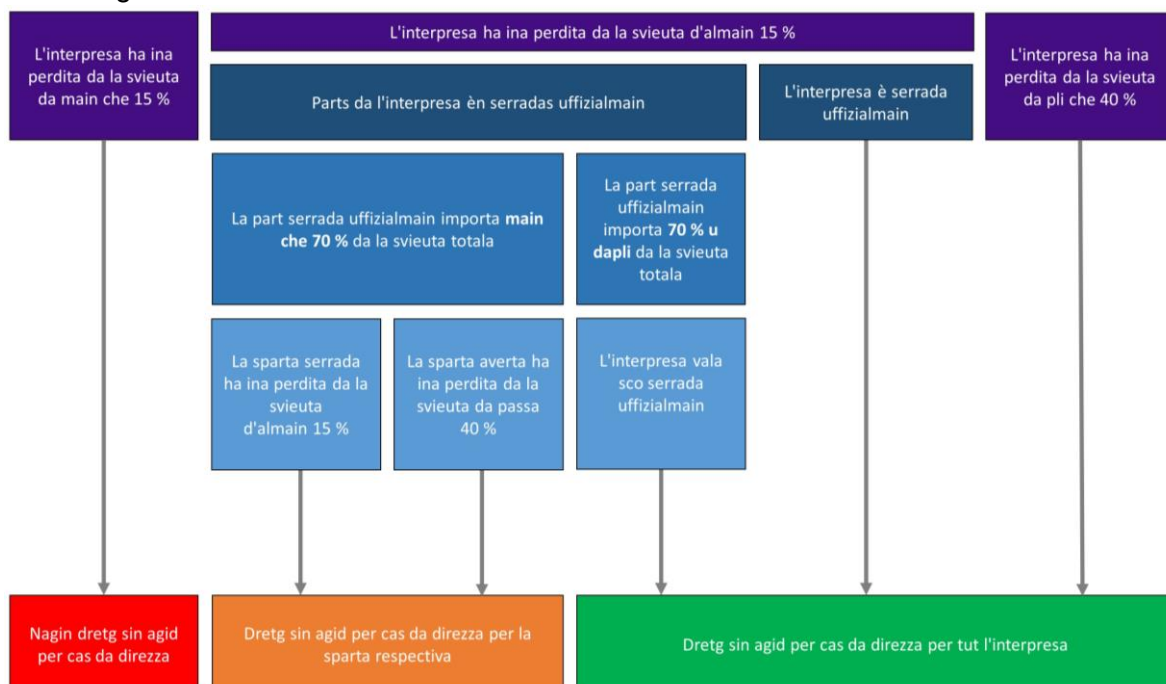 L'interpresa ha ina
perdita da la svieuta
da main che 15 %
L'interpresa ha ina perdita da la svieuta d'almain 15 %
L'interpresa ha ina
perdita da la svieuta
da pli che 40 %
Parts da l'interpresa èn serradas uffizialmain
L'interpresa è serrada
uffizialmain
La part serrada uffizialmain importa main
che 70 % da la svieuta totala
La part serrada
uffizialmain
importa 70 % u
dapli da la svieuta
totala
La sparta serrada
ha ina perdita da la
svieuta
d'almain 15 %
La sparta averta ha
ina perdita da la
svieuta da passa
40 %
L'interpresa vala
sco serrada
uffizialmain
Nagin dretg sin agid
per cas da direzza
Dretg sin agid per cas da direzza per la
sparta respectiva
Dretg sin agid per cas da direzza per tut l'interpresa